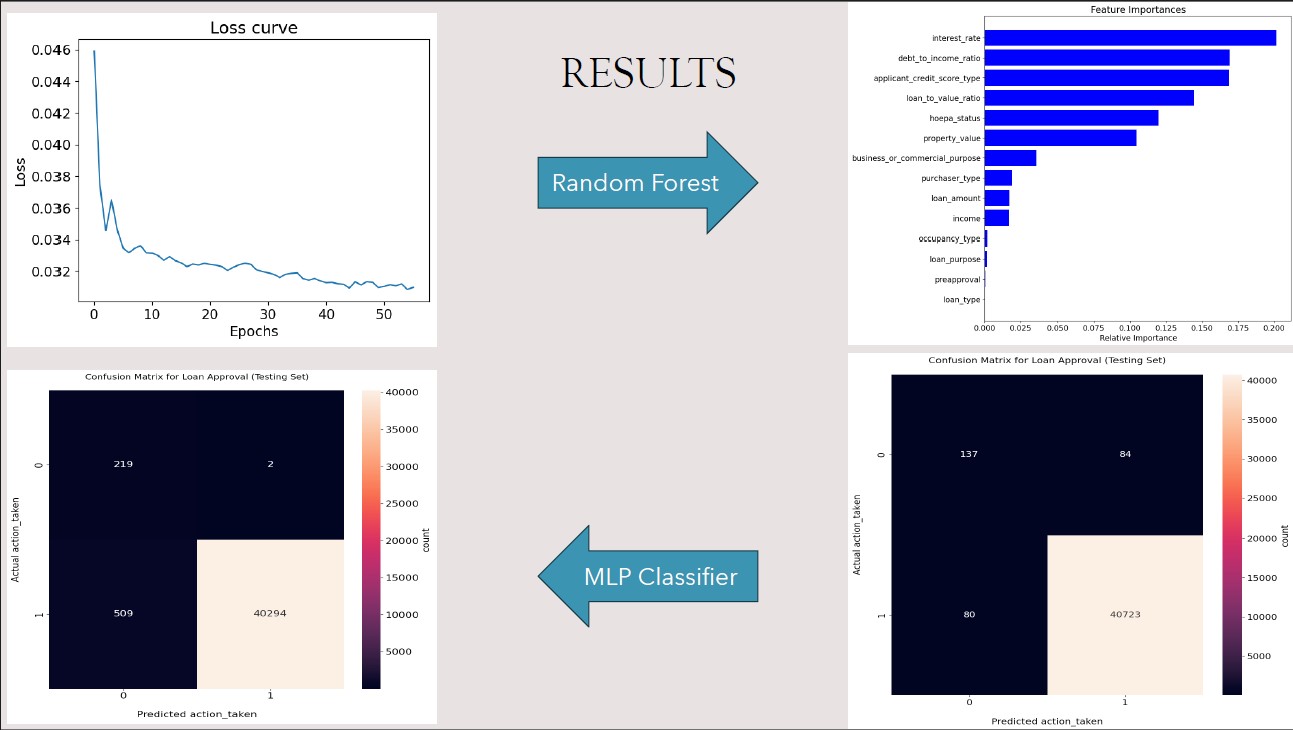 Loss curve
0.046
0.044
0.042
0.040
0.038
0.036
0.034
0.032
Loss
0 10 20 30 40 50
Epochs
RESULTS
Random Forest
Feature Importances
interest_rate
debt_to_income_ratio
applicant_credit_score_type
loan_to_value_ratio
hoepa_status
property_value
business_or_commercial_purpose
purchaser_type
loan_amount
income
occupancy_type
loan_purpose
preapproval
loan_type
0.000 0.025 0.050 0.075 0.100 0.125 0.150 0.175 0.200
Relative Importance
Confusion Matrix for Loan Approval (Testing Set)
219 2
509 40294
0
1
Actual action_taken
0 1
Predicted action_taken
40000
35000
30000
25000
20000
15000
10000
5000
count
MLP Classifier
Confusion Matrix for Loan Approval (Testing Set)
137 84
80 40723
0
1
Actual action_taken
0 1
Predicted action_taken
40000
35000
30000
25000
20000
15000
10000
5000
count